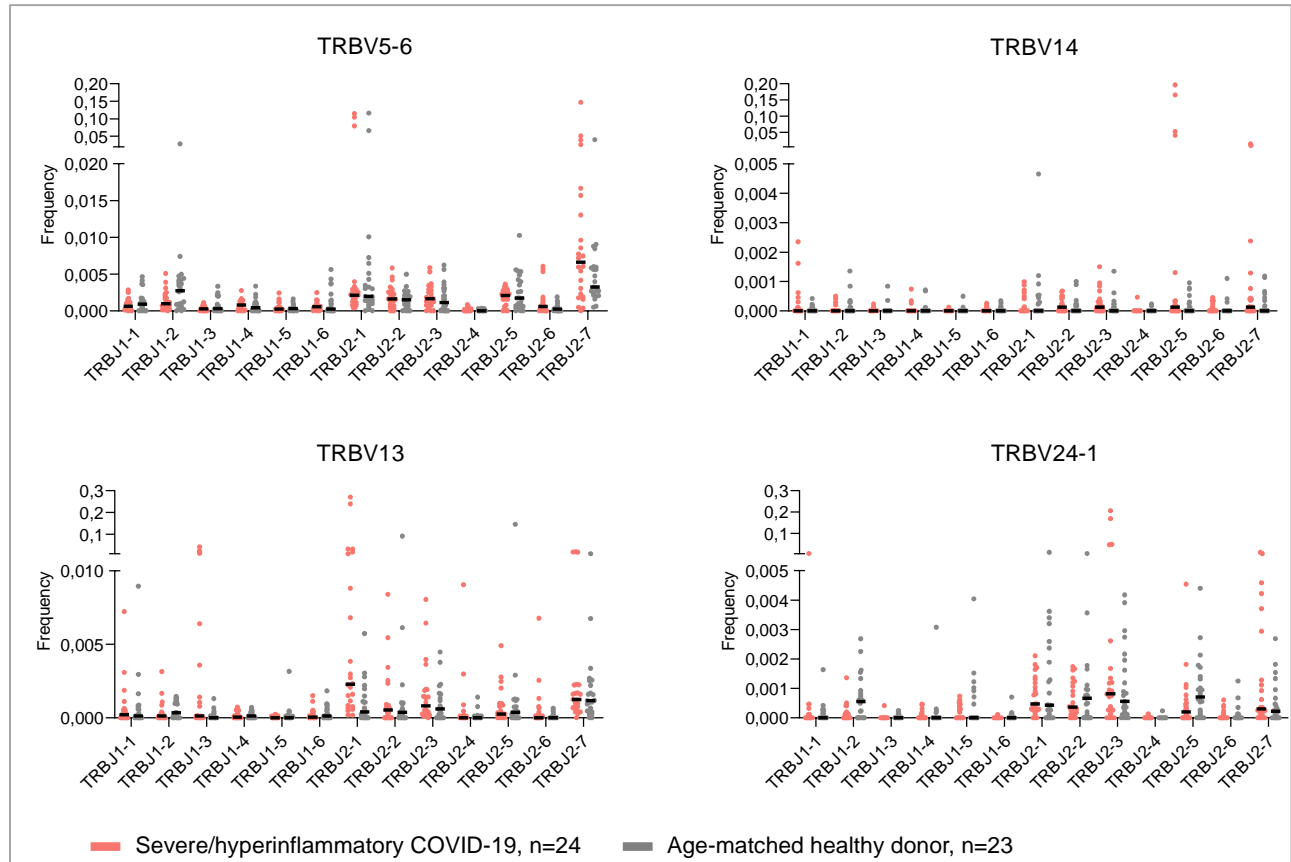 TRBV5-6
Frequency
0,20
0,15
0,10
0,05
0,020
0,015
0,010
0,005
0,000
TRBJ1-1
TRBJ1-2
TRBJ1-3
TRBJ1-4
TRBJ1-5
TRBJ1-6
TRBJ2-1
TRBJ2-2
TRBJ2-3
TRBJ2-4
TRBJ2-5
TRBJ2-6
TRBJ2-7
TRBV14
Frequency
0,20
0,15
0,10
0,05
0,005
0,004
0,003
0,002
0,001
0,000
TRBJ1-1
TRBJ1-2
TRBJ1-3
TRBJ1-4
TRBJ1-5
TRBJ1-6
TRBJ2-1
TRBJ2-2
TRBJ2-3
TRBJ2-4
TRBJ2-5
TRBJ2-6
TRBJ2-7
TRBV13
Frequency
0,3
0,2
0,1
0,010
0,005
0,000
TRBJ1-1
TRBJ1-2
TRBJ1-3
TRBJ1-4
TRBJ1-5
TRBJ1-6
TRBJ2-1
TRBJ2-2
TRBJ2-3
TRBJ2-4
TRBJ2-5
TRBJ2-6
TRBJ2-7
TRBV24-1
Frequency
0,3
0,2
0,1
0,005
0,004
0,003
0,002
0,001
0,000
TRBJ1-1
TRBJ1-2
TRBJ1-3
TRBJ1-4
TRBJ1-5
TRBJ1-6
TRBJ2-1
TRBJ2-2
TRBJ2-3
TRBJ2-4
TRBJ2-5
TRBJ2-6
TRBJ2-7
Severe/hyperinflammatory COVID-19, n=24
Age-matched healthy donor, n=23